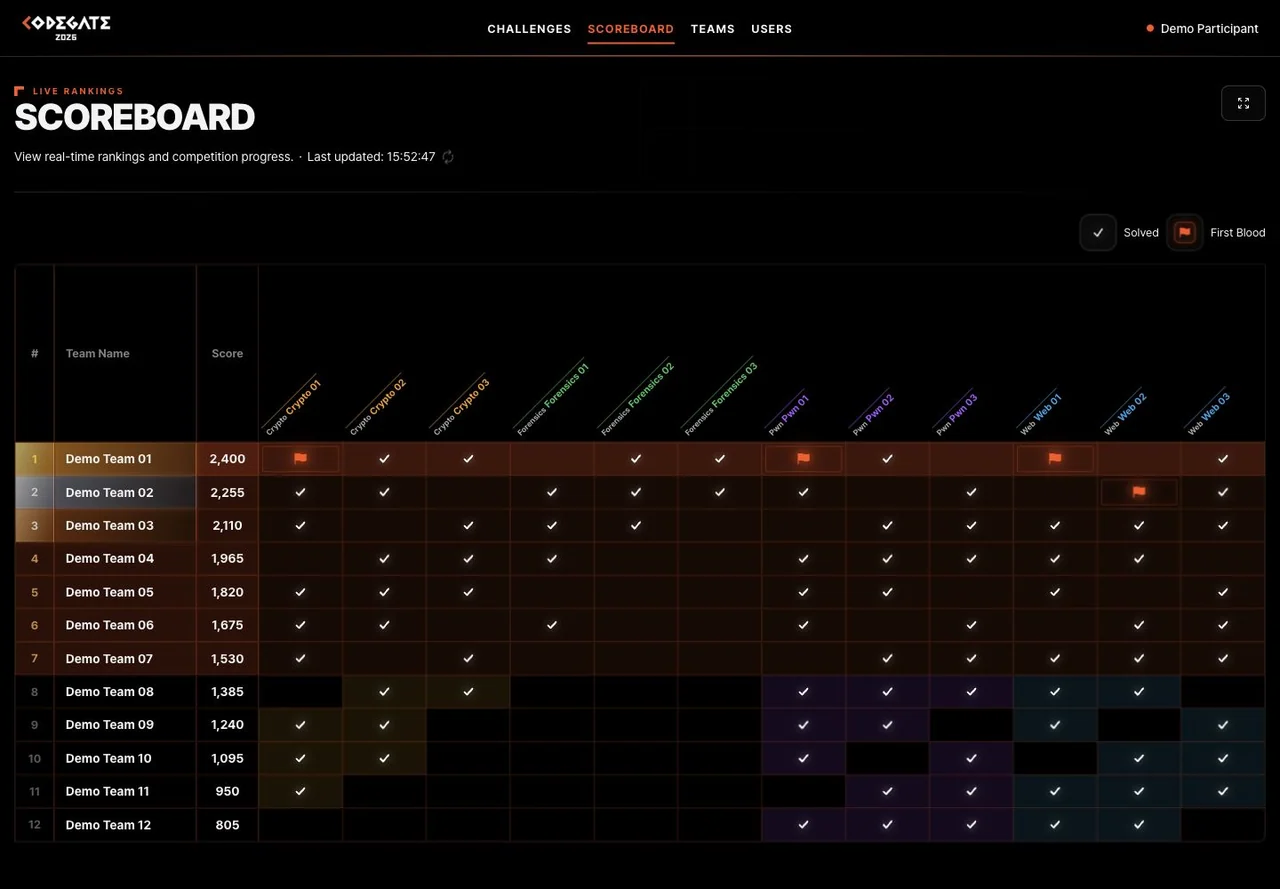 ODEGATE
2026
CHALLENGES SCOREBOARD TEAMS USERS
Demo Participant
LIVE RANKINGS
SCOREBOARD
View real-time rankings and competition progress. · Last updated: 15:52:47
Solved First Blood
# Team Name Score
Crypto Crypto 01
Crypto Crypto 02
Crypto Crypto 03
Forensics Forensics 01
Forensics Forensics 02
Forensics Forensics 03
Pwn Pwn 01
Pwn Pwn 02
Pwn Pwn 03
Web Web 01
Web Web 02
Web Web 03
1 Demo Team 01 2,400
2 Demo Team 02 2,255
3 Demo Team 03 2,110
4 Demo Team 04 1,965
5 Demo Team 05 1,820
6 Demo Team 06 1,675
7 Demo Team 07 1,530
8 Demo Team 08 1,385
9 Demo Team 09 1,240
10 Demo Team 10 1,095
11 Demo Team 11 950
12 Demo Team 12 805